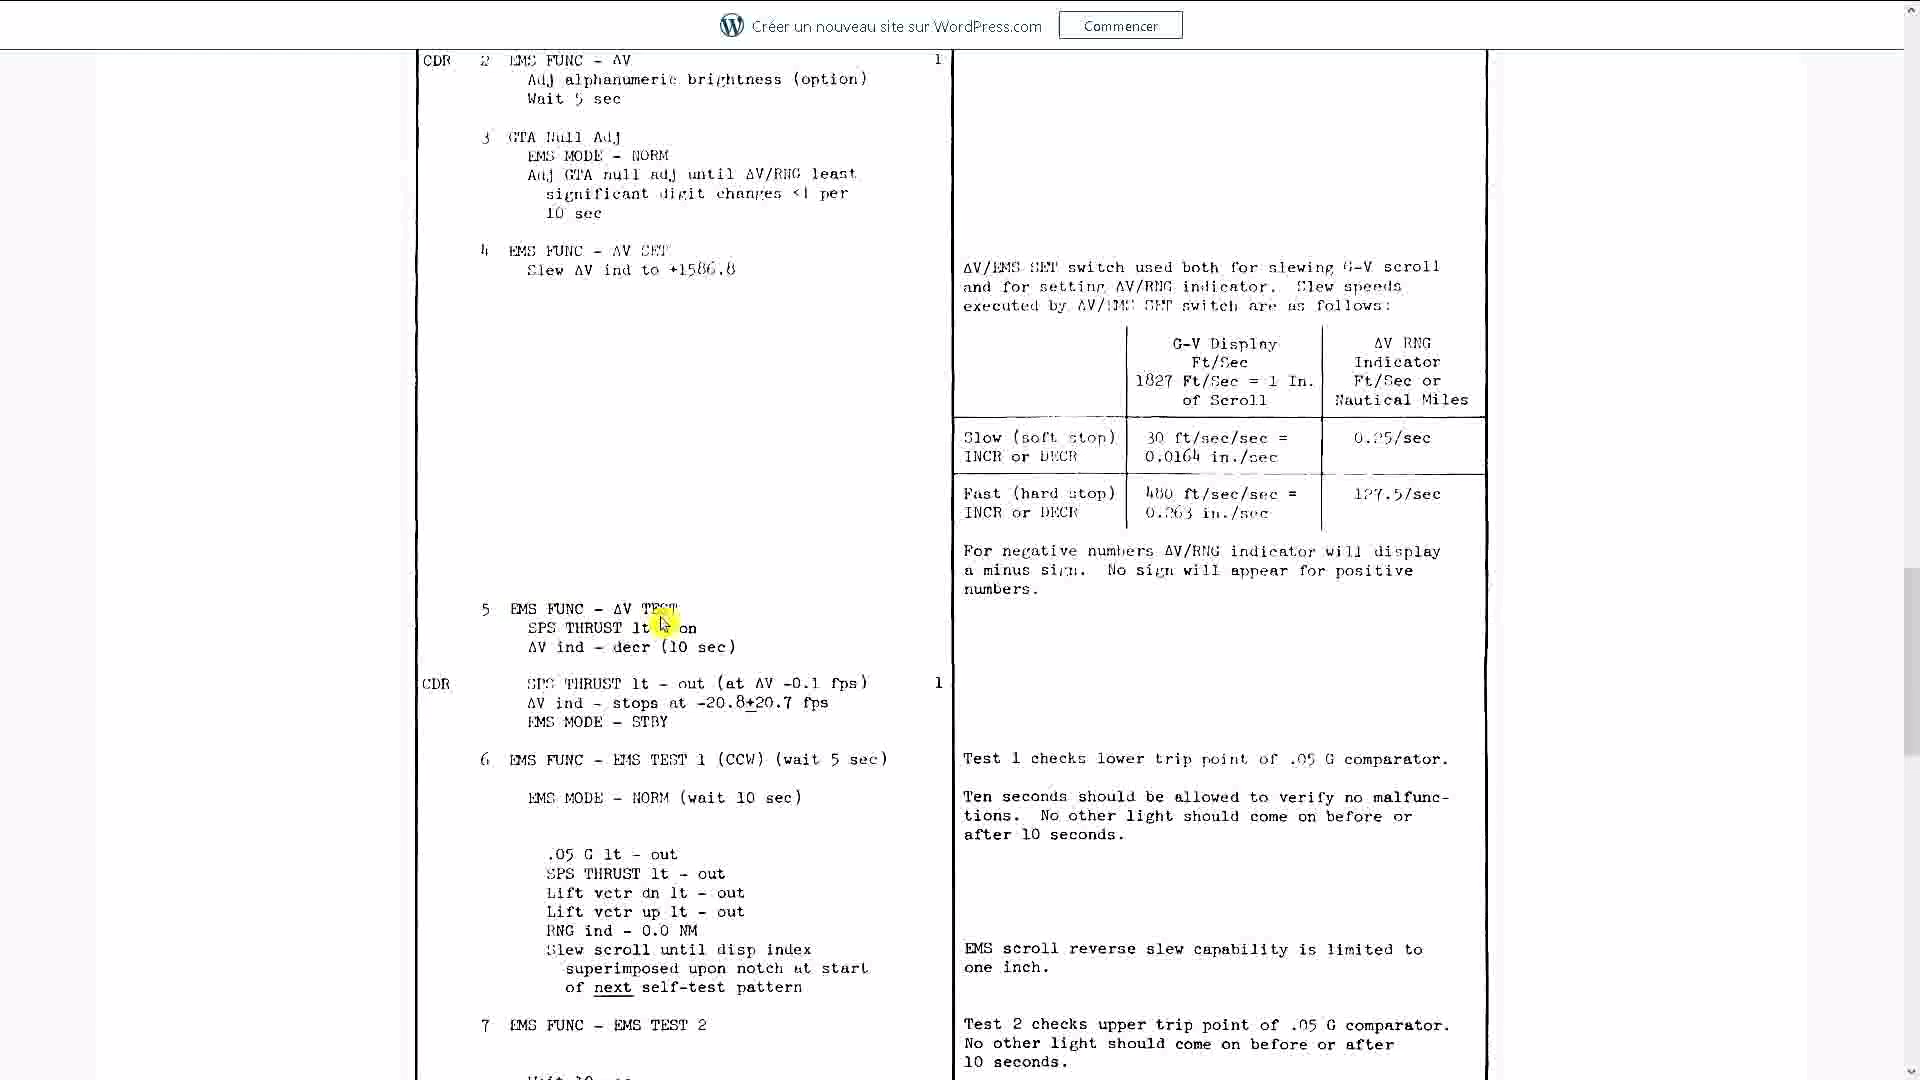 Créer un nouveau site sur WordPress.com
Commencer
CDR 2 EMS FUNC - ΔV 1
Adj alphanumeric brightness (option)
Wait 5 sec
3 GTA Null Adj
EMS MODE - NORM
Adj GTA null adj until ΔV/RNG least
significant digit changes <1 per
10 sec
4 EMS FUNC - ΔV SET
Slew ΔV ind to +1586.8
ΔV/EMS SET switch used both for slewing G-V scroll
and for setting ΔV/RNG indicator. Slew speeds
executed by ΔV/EMS SET switch are as follows:
G-V Display
Ft/Sec
1827 Ft/Sec = 1 In.
of Scroll
ΔV RNG
Indicator
Ft/Sec or
Nautical Miles
Slow (soft stop)
INCR or DECR
30 ft/sec/sec =
0.0164 in./sec
0.25/sec
Fast (hard stop)
INCR or DECR
480 ft/sec/sec =
0.263 in./sec
127.5/sec
For negative numbers ΔV/RNG indicator will display
a minus sign. No sign will appear for positive
numbers.
5 EMS FUNC - ΔV TEST
SPS THRUST lt - on
ΔV ind - decr (10 sec)
CDR SPS THRUST lt - out (at ΔV -0.1 fps) 1
ΔV ind - stops at -20.8±20.7 fps
EMS MODE - STBY
6 EMS FUNC - EMS TEST 1 (CCW) (wait 5 sec)
Test 1 checks lower trip point of .05 G comparator.
EMS MODE - NORM (wait 10 sec)
Ten seconds should be allowed to verify no malfunc-
tions. No other light should come on before or
after 10 seconds.
.05 G lt - out
SPS THRUST lt - out
Lift vctr dn lt - out
Lift vctr up lt - out
RNG ind - 0.0 NM
Slew scroll until disp index
superimposed upon notch at start
of next self-test pattern
EMS scroll reverse slew capability is limited to
one inch.
7 EMS FUNC - EMS TEST 2
Test 2 checks upper trip point of .05 G comparator.
No other light should come on before or after
10 seconds.